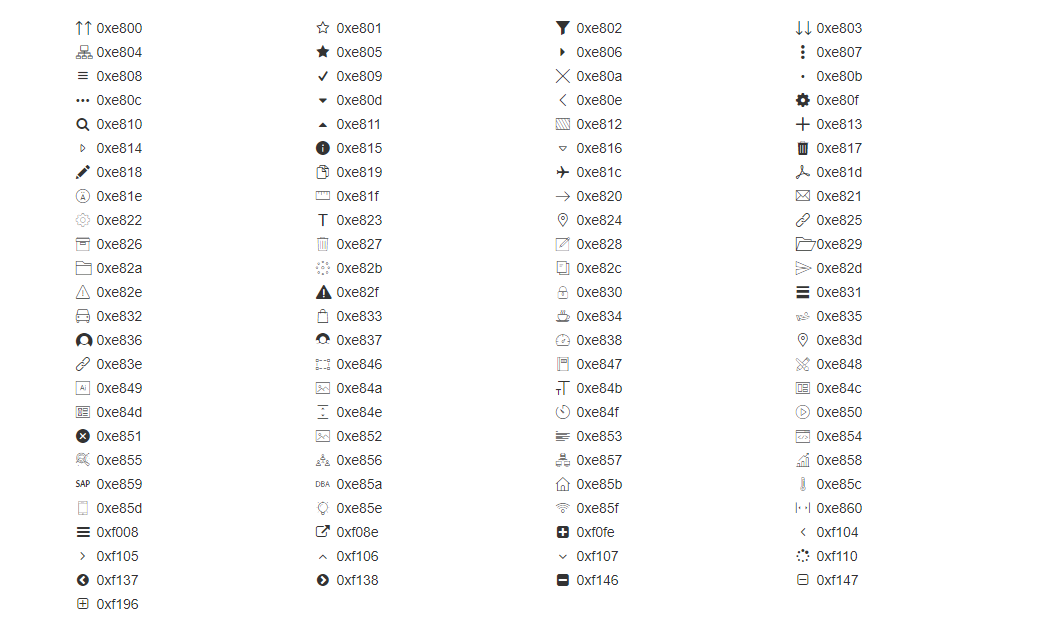 0xe800 0xe801 0xe802 0xe803
0xe804 0xe805 0xe806 0xe807
0xe808 0xe809 0xe80a 0xe80b
0xe80c 0xe80d 0xe80e 0xe80f
0xe810 0xe811 0xe812 0xe813
0xe814 0xe815 0xe816 0xe817
0xe818 0xe819 0xe81c 0xe81d
A 0xe81e 0xe81f 0xe820 0xe821
0xe822 T 0xe823 0xe824 0xe825
0xe826 0xe827 0xe828 0xe829
0xe82a 0xe82b 0xe82c 0xe82d
0xe82e 0xe82f 0xe830 0xe831
0xe832 0xe833 0xe834 0xe835
0xe836 0xe837 0xe838 0xe83d
0xe83e 0xe846 0xe847 0xe848
AI 0xe849 0xe84a TT 0xe84b 0xe84c
0xe84d 0xe84e 0xe84f 0xe850
0xe851 0xe852 0xe853 0xe854
0xe855 0xe856 0xe857 0xe858
SAP 0xe859 DBA 0xe85a 0xe85b 0xe85c
0xe85d 0xe85e 0xe85f 0xe860
0xf008 0xf08e 0xf0fe 0xf104
0xf105 0xf106 0xf107 0xf110
0xf137 0xf138 0xf146 0xf147
0xf196